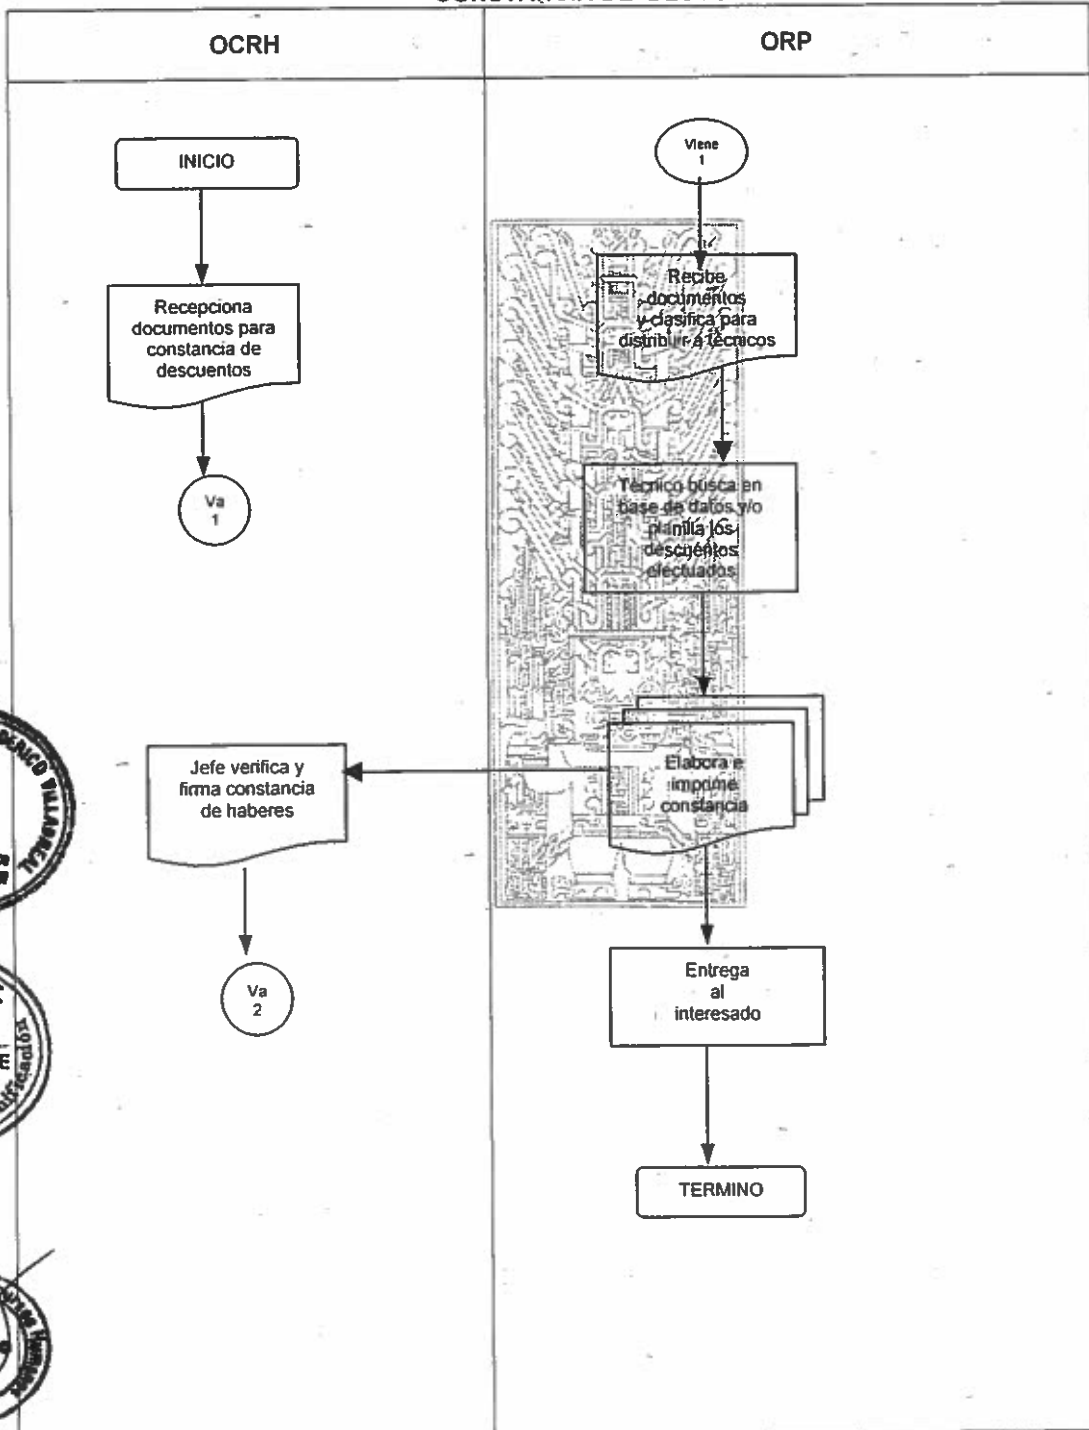 OCRH
ORP
INICIO
Recepciona
documentos para
constancia de
descuentos
Va
1
Viene
1
Recibe
documentos
y clasifica para
distribuir a técnicos
Técnico busca en
base de datos y/o
planilla los
descuentos
efectuados
Elabora e
imprime
constancia
Jefe verifica y
firma constancia
de haberes
Va
2
Entrega
al
interesado
TERMINO
VILLARREAL
Humanos